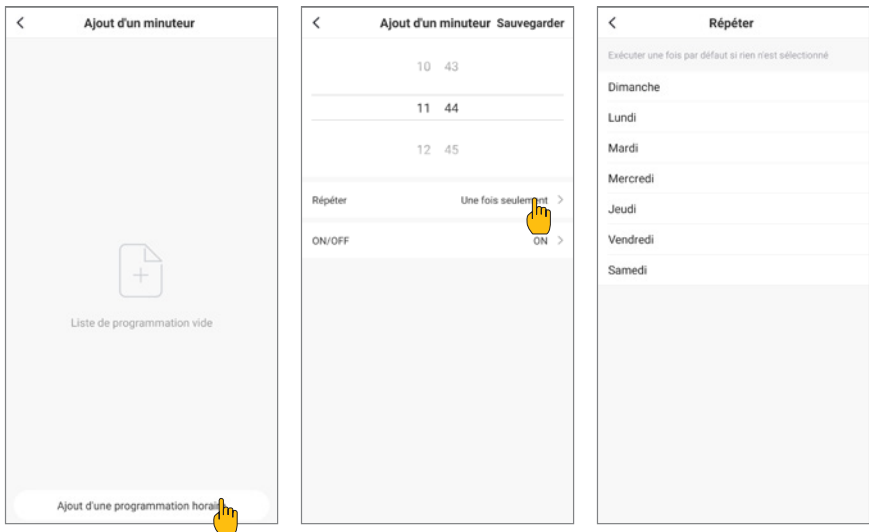 Ajout d'un minuteur
Liste de programmation vide
Ajout d'une programmation horaire
Ajout d'un minuteur Sauvegarder
10 43
11 44
12 45
Répéter Une fois seulement
ON/OFF ON
Répéter
Exécuter une fois par défaut si rien n'est sélectionné
Dimanche
Lundi
Mardi
Mercredi
Jeudi
Vendredi
Samedi